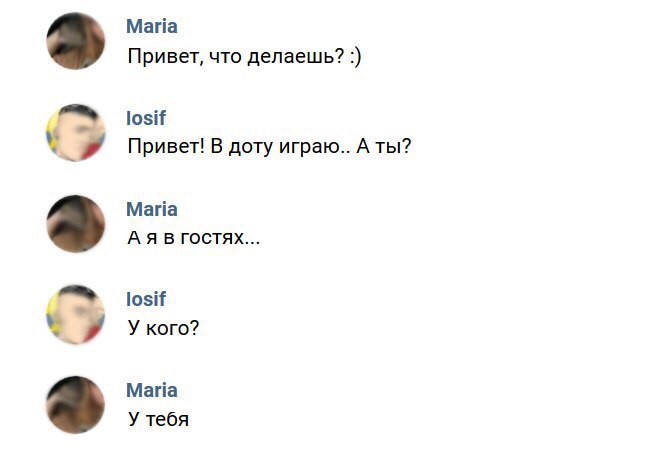 Maria
Привет, что делаешь? :)
Iosif
Привет! В доту играю.. А ты?
Maria
А я в гостях...
Iosif
У кого?
Maria
У тебя